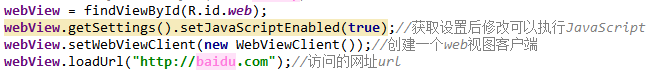 webView = findViewById(R.id.web);
webView.getSettings().setJavaScriptEnabled(true);//获取设置后修改可以执行JavaScript
webView.setWebViewClient(new WebViewClient());//创建一个web视图客户端
webView.loadUrl("http://baidu.com");//访问的网址url